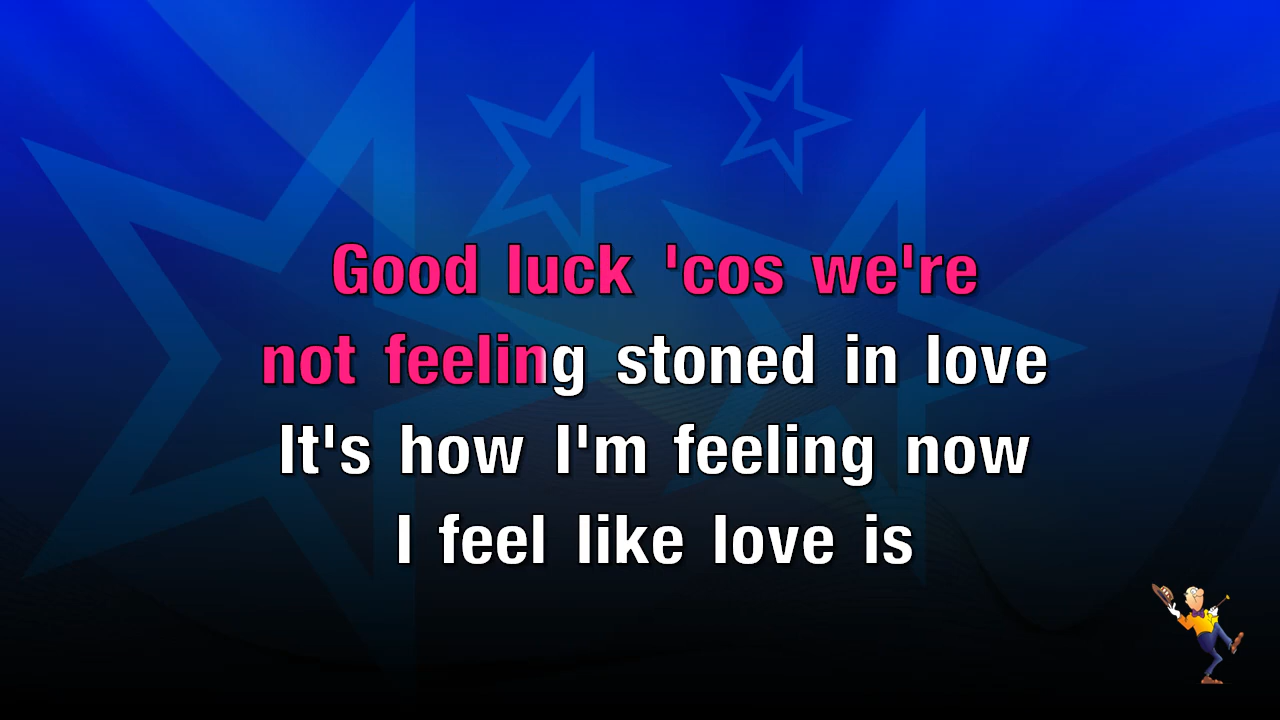 Good luck 'cos we're
not feeling stoned in love
It's how I'm feeling now
I feel like love is